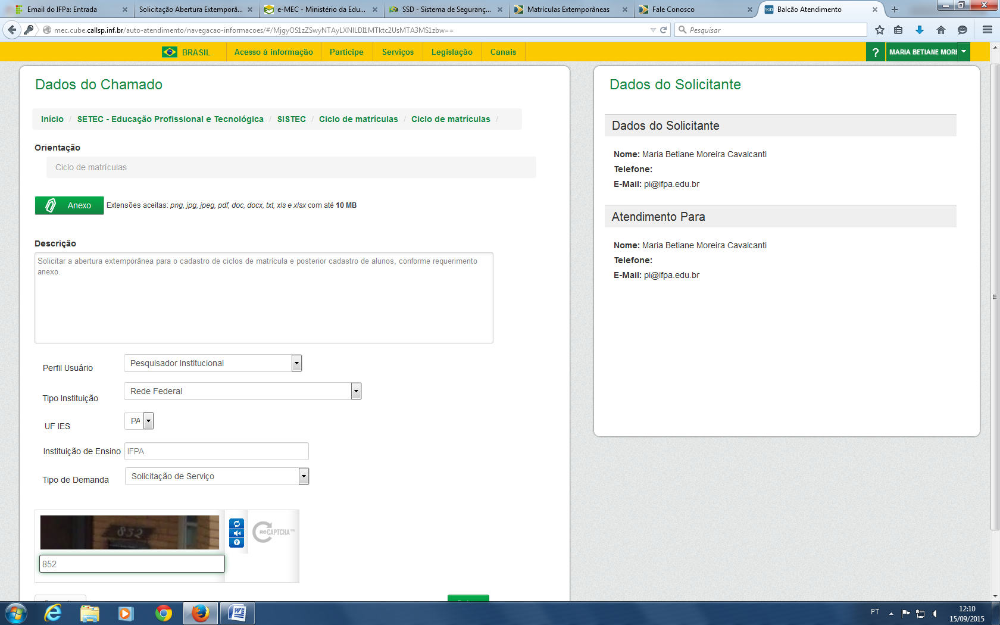 Email do IFPa: Entrada
Solicitação Abertura Extemporâ...
e-MEC - Ministério da Edu...
SSD - Sistema de Seguranç...
Matrículas Extemporâneas
Fale Conosco
SGD Balcão Atendimento
mec.cube.callsp.inf.br/auto-atendimento/navegacao-informacoes/#/MjgyOS1zZSwyNTAyLXNlLDI1MTktc2UsMTA3MS1zbw==
Pesquisar
BRASIL
Acesso à informação
Participe
Serviços
Legislação
Canais
?
MARIA BETIANE MORE
Dados do Chamado
Início / SETEC - Educação Profissional e Tecnológica / SISTEC / Ciclo de matrículas / Ciclo de matrículas /
Orientação
Ciclo de matrículas
Anexo
Extensões aceitas: png, jpg, jpeg, pdf, doc, docx, txt, xls e xlsx com até 10 MB
Descrição
Solicitar a abertura extemporânea para o cadastro de ciclos de matrícula e posterior cadastro de alunos, conforme requerimento
anexo.
Perfil Usuário
Pesquisador Institucional
Tipo Instituição
Rede Federal
UF IES
PA
Instituição de Ensino
IFPA
Tipo de Demanda
Solicitação de Serviço
852
reCAPTCHA™
852
Dados do Solicitante
Dados do Solicitante
Nome: Maria Betiane Moreira Cavalcanti
Telefone:
E-Mail: pi@ifpa.edu.br
Atendimento Para
Nome: Maria Betiane Moreira Cavalcanti
Telefone:
E-Mail: pi@ifpa.edu.br
PT
12:10
15/09/2015